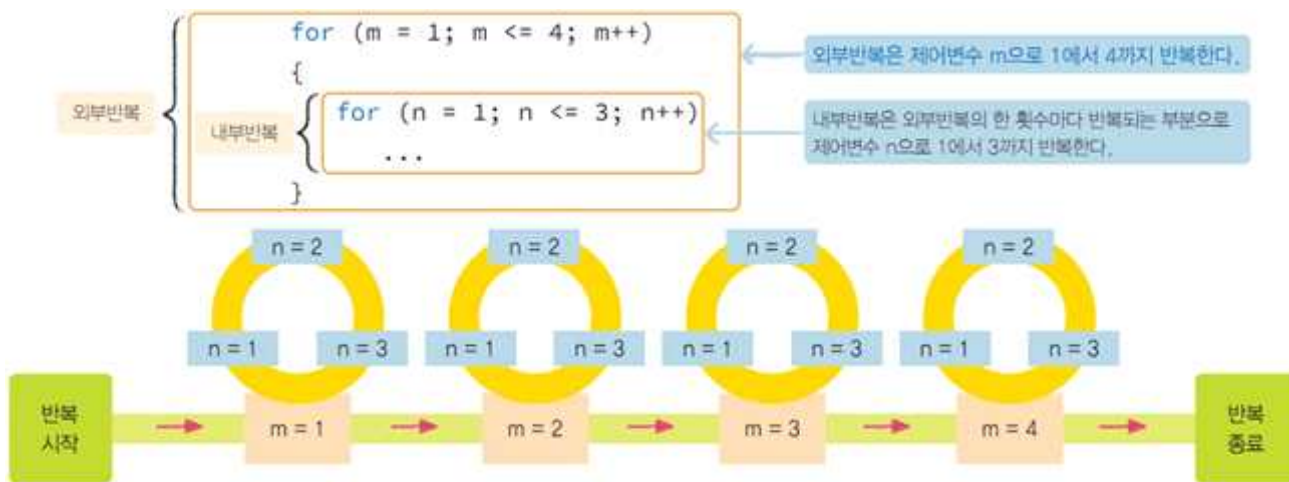 for (m = 1; m <= 4; m++)
외부반복은 제어변수 m으로 1에서 4까지 반복한다.
{
외부반복
내부반복
for (n = 1; n <= 3; n++)
내부반복은 외부반복의 한 횟수마다 반복되는 부분으로
제어변수 n으로 1에서 3까지 반복한다.
...
}
n = 2
n = 2
n = 2
n = 2
n = 1
n = 3
n = 1
n = 3
n = 1
n = 3
n = 1
n = 3
반복
시작
m = 1
m = 2
m = 3
m = 4
반복
종료